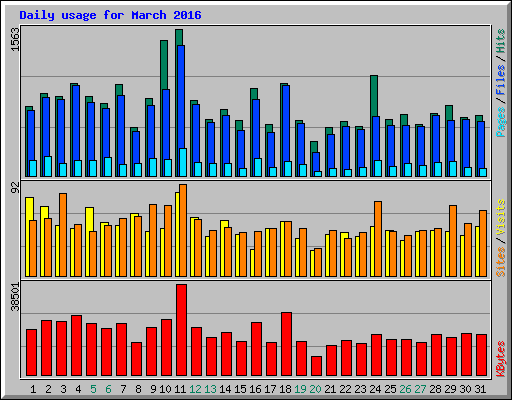 Daily usage for March 2016
1563
Pages / Files / Hits
92
Sites / Visits
38501
KBytes
1 2 3 4 5 6 7 8 9 10 11 12 13 14 15 16 17 18 19 20 21 22 23 24 25 26 27 28 29 30 31